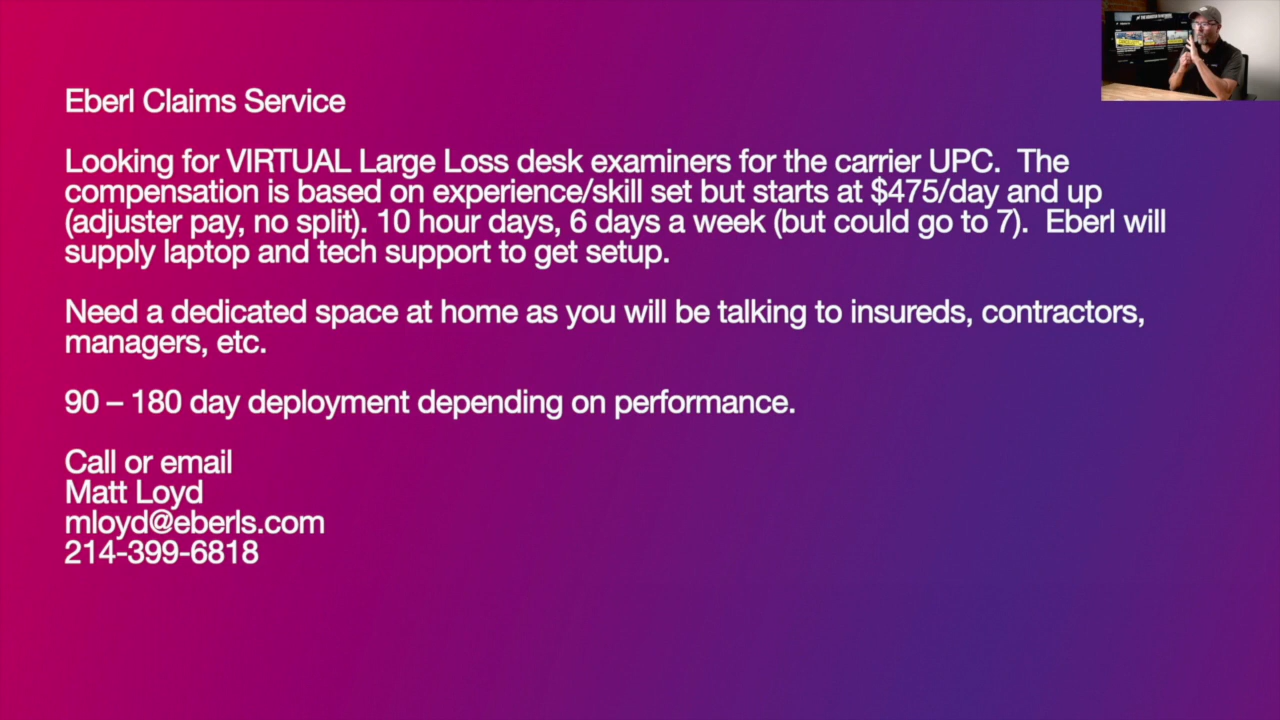 Eberl Claims Service
Looking for VIRTUAL Large Loss desk examiners for the carrier UPC. The
compensation is based on experience/skill set but starts at $475/day and up
(adjuster pay, no split). 10 hour days, 6 days a week (but could go to 7). Eberl will
supply laptop and tech support to get setup.
Need a dedicated space at home as you will be talking to insureds, contractors,
managers, etc.
90 – 180 day deployment depending on performance.
Call or email
Matt Loyd
mloyd@eberls.com
214-399-6818